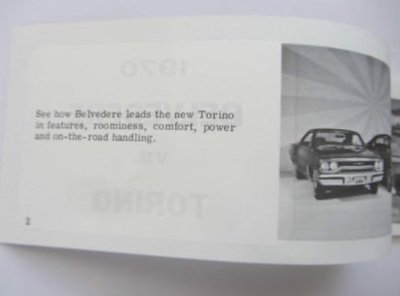 See how Belvedere leads the new Torino
in features, roominess, comfort, power
and on-the-road handling.
2